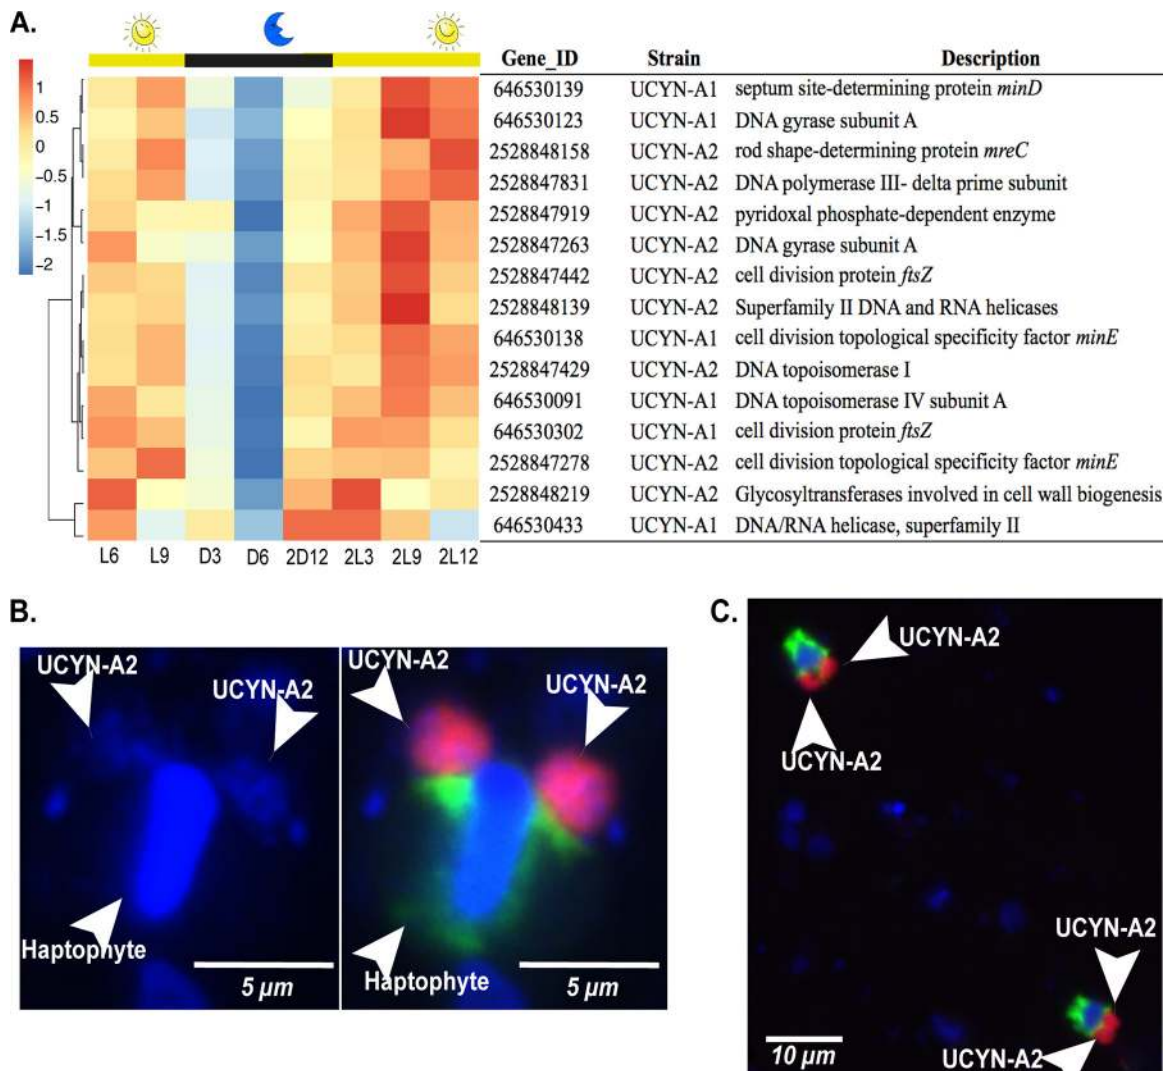 A.
Gene_ID Strain Description
1
0.5
0
−0.5
−1
−1.5
−2
646530139 UCYN-A1 septum site-determining protein minD
646530123 UCYN-A1 DNA gyrase subunit A
2528848158 UCYN-A2 rod shape-determining protein mreC
2528847831 UCYN-A2 DNA polymerase III- delta prime subunit
2528847919 UCYN-A2 pyridoxal phosphate-dependent enzyme
2528847263 UCYN-A2 DNA gyrase subunit A
2528847442 UCYN-A2 cell division protein ftsZ
2528848139 UCYN-A2 Superfamily II DNA and RNA helicases
646530138 UCYN-A1 cell division topological specificity factor minE
2528847429 UCYN-A2 DNA topoisomerase I
646530091 UCYN-A1 DNA topoisomerase IV subunit A
646530302 UCYN-A1 cell division protein ftsZ
2528847278 UCYN-A2 cell division topological specificity factor minE
2528848219 UCYN-A2 Glycosyltransferases involved in cell wall biogenesis
646530433 UCYN-A1 DNA/RNA helicase, superfamily II
L6 L9 D3 D6 2D12 2L3 2L9 2L12
B.
UCYN-A2
UCYN-A2
Haptophyte
5 µm
UCYN-A2
UCYN-A2
Haptophyte
5 µm
C.
UCYN-A2
UCYN-A2
UCYN-A2
UCYN-A2
10 µm